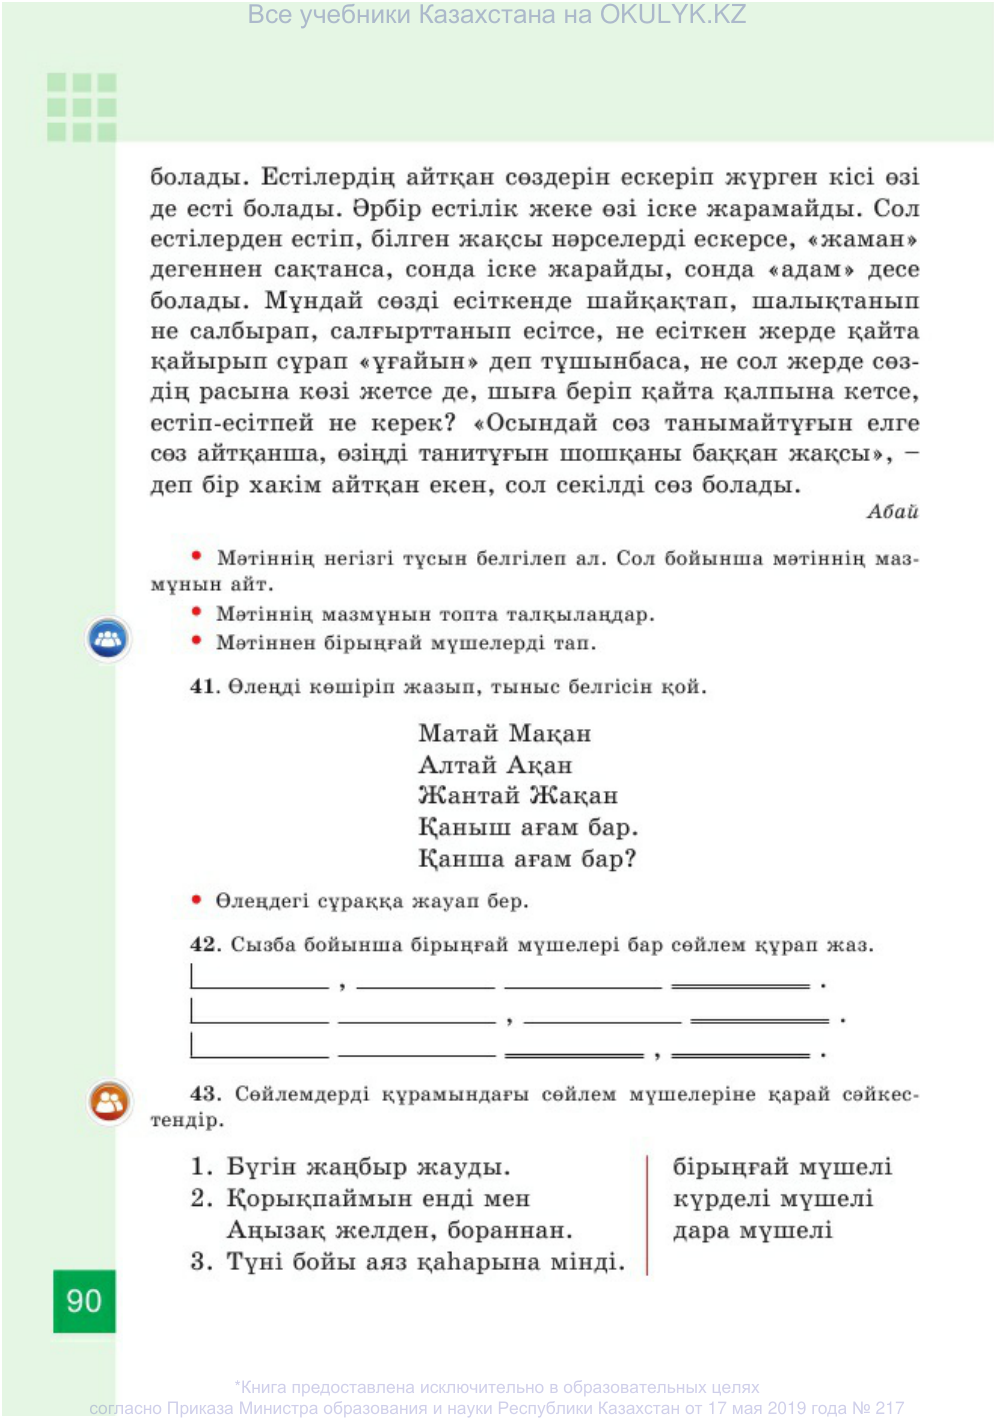 Все учебники Казахстана на OKULYK.KZ
болады. Естілердің айтқан сөздерін ескеріп жүрген кісі өзі
де есті болады. Әрбір естілік жеке өзі іске жарамайды. Сол
естілерден естіп, білген жақсы нәрселерді ескерсе, «жаман»
дегеннен сақтанса, сонда іске жарайды, сонда «адам» десе
болады. Мұндай сөзді есіткенде шайқақтап, шалықтанып
не салбырап, салғырттанып есітсе, не есіткен жерде қайта
қайырып сұрап «ұғайын» деп тұшынбаса, не сол жерде сөз-
дің расына көзі жетсе де, шыға беріп қайта қалпына кетсе,
естіп-есітпей не керек? «Осындай сөз танымайтұғын елге
сөз айтқанша, өзіңді танитұғын шошқаны баққан жақсы», –
деп бір хакім айтқан екен, сол секілді сөз болады.
Абай
• Мәтіннің негізгі тұсын белгілеп ал. Сол бойынша мәтіннің маз-
мұнын айт.
• Мәтіннің мазмұнын топта талқылаңдар.
• Мәтіннен бірыңғай мүшелерді тап.
41. Өлеңді көшіріп жазып, тыныс белгісін қой.
Матай Мақан
Алтай Ақан
Жантай Жақан
Қаныш ағам бар.
Қанша ағам бар?
• Өлеңдегі сұраққа жауап бер.
42. Сызба бойынша бірыңғай мүшелері бар сөйлем құрап жаз.
43. Сөйлемдерді құрамындағы сөйлем мүшелеріне қарай сәйкес-
тендір.
1. Бүгін жаңбыр жауды.
2. Қорықпаймын енді мен
Аңызақ желден, бораннан.
3. Түні бойы аяз қаһарына мінді.
бірыңғай мүшелі
күрделі мүшелі
дара мүшелі
90
*Книга предоставлена исключительно в образовательных целях
согласно Приказа Министра образования и науки Республики Казахстан от 17 мая 2019 года № 217